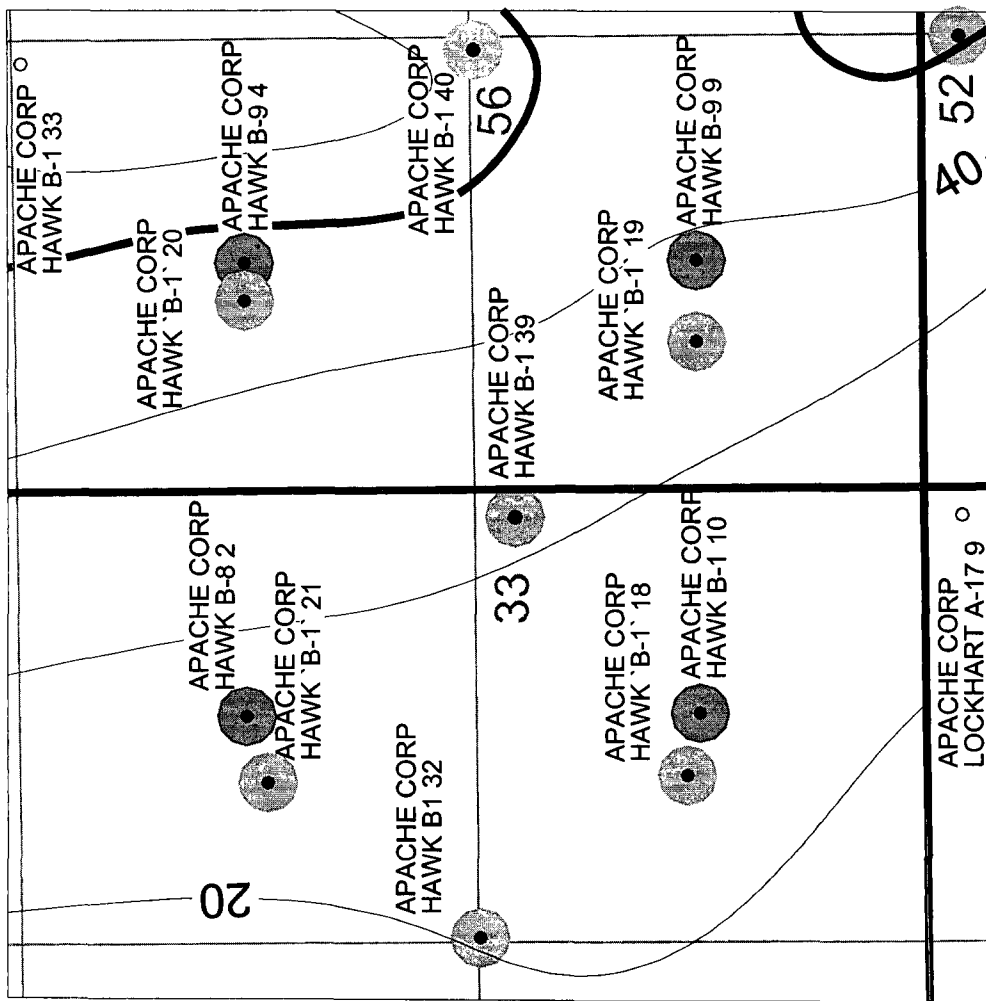 APACHE CORP
HAWK B-1 33
APACHE CORP
HAWK `B-1` 20
APACHE CORP
HAWK B-9 4
APACHE CORP
HAWK B-1 40
56
APACHE CORP
HAWK B-1 39
APACHE CORP
HAWK `B-1` 19
APACHE CORP
HAWK B-9 9
40
52
APACHE CORP
HAWK B-8 2
APACHE CORP
HAWK `B-1` 21
APACHE CORP
HAWK B1 32
20
33
APACHE CORP
HAWK `B-1` 18
APACHE CORP
HAWK B-1 10
APACHE CORP
LOCKHART A-17 9